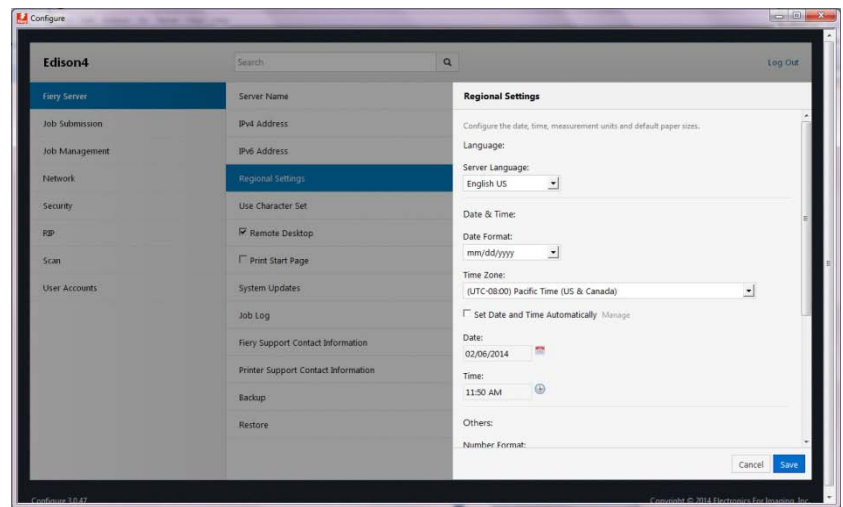 Configure
Edison4
Search
Log Out
Fiery Server
Job Submission
Job Management
Network
Security
RIP
Scan
User Accounts
Server Name
IPv4 Address
IPv6 Address
Regional Settings
Use Character Set
Remote Desktop
Print Start Page
System Updates
Job Log
Fiery Support Contact Information
Printer Support Contact Information
Backup
Restore
Regional Settings
Configure the date, time, measurement units and default paper sizes.
Language:
Server Language:
English US
Date & Time:
Date Format:
mm/dd/yyyy
Time Zone:
(UTC-08:00) Pacific Time (US & Canada)
Set Date and Time Automatically Manage
Date:
02/06/2014
Time:
11:50 AM
Others:
Number Format:
Cancel Save
Configure 3.0.47
Copyright © 2014 Electronics For Imaging, Inc.